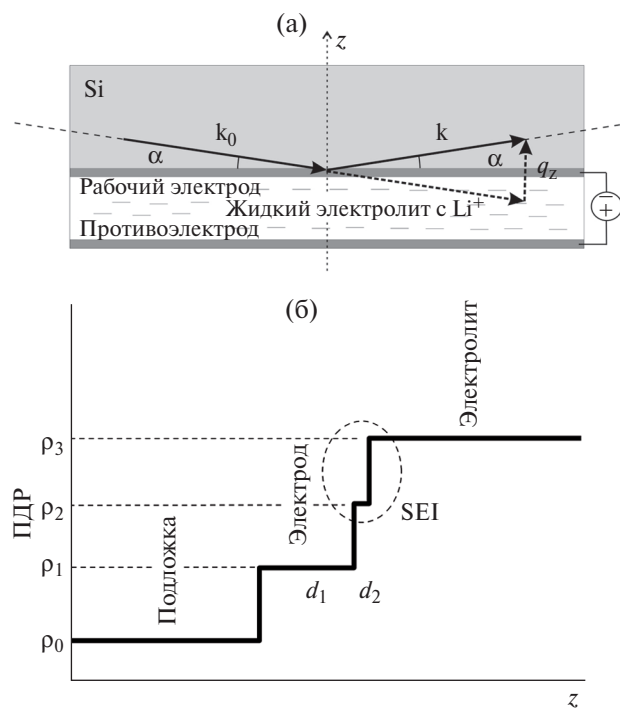 (а)
z
Si
k₀
k
α
α
q_z
Рабочий электрод
Жидкий электролит с Li⁺
Противоэлектрод
(б)
Электролит
ρ₃
Электрод
ρ₂
SEI
ПДР
Подложка
ρ₁
d₁
d₂
ρ₀
z